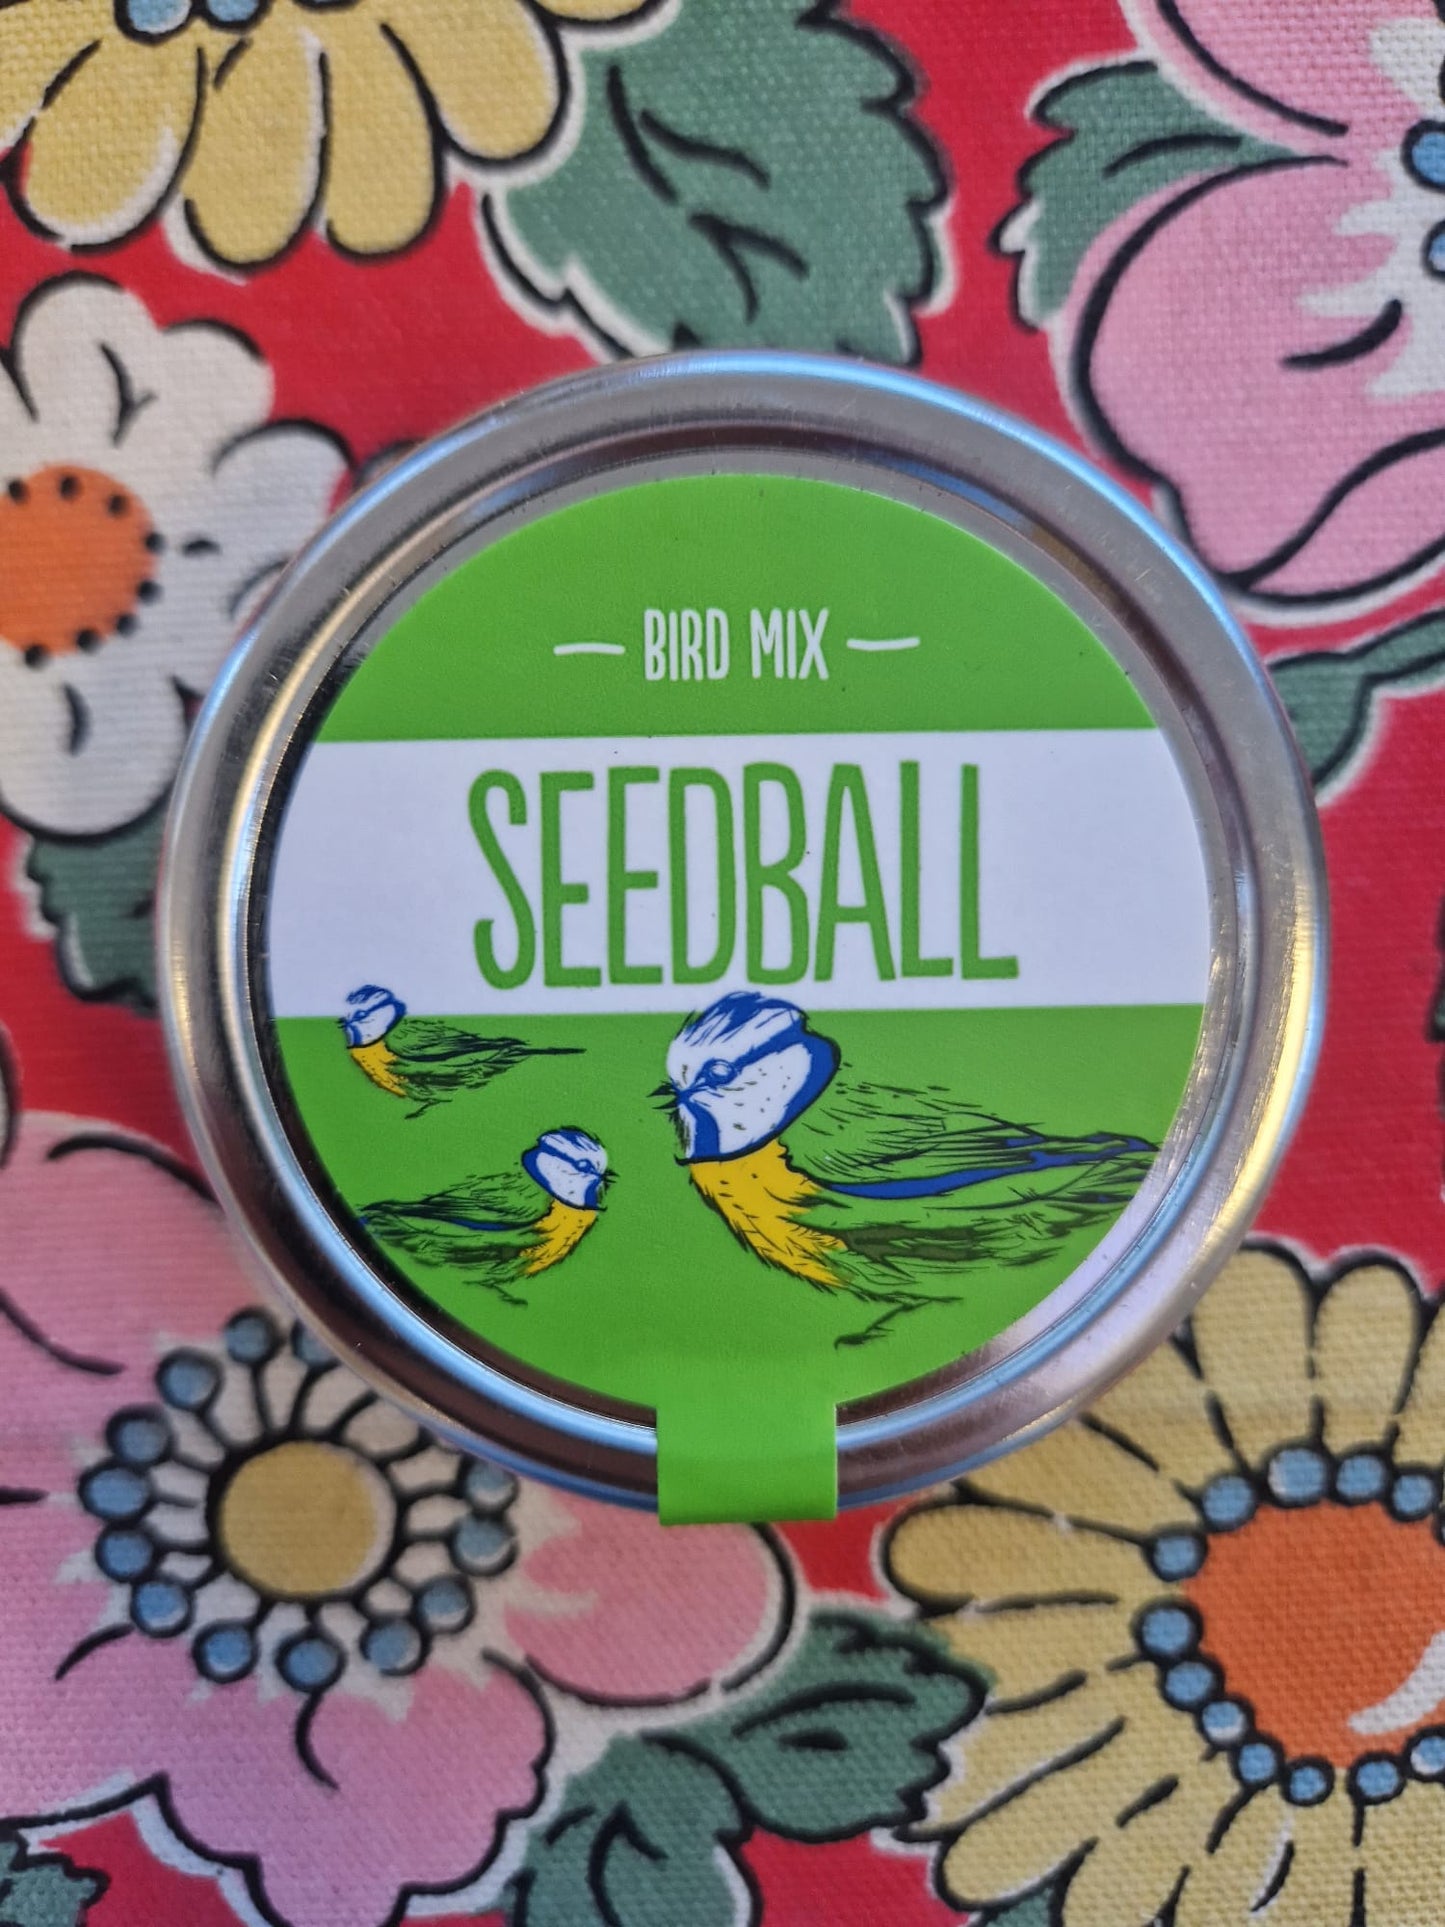 — BIRD MIX —
SEEDBALL